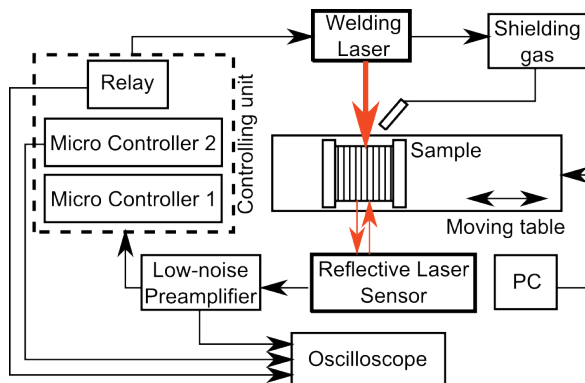 Welding
Laser
Shielding
gas
Relay
Micro Controller 2
Micro Controller 1
Controlling unit
Sample
Moving table
Low-noise
Preamplifier
Reflective Laser
Sensor
PC
Oscilloscope